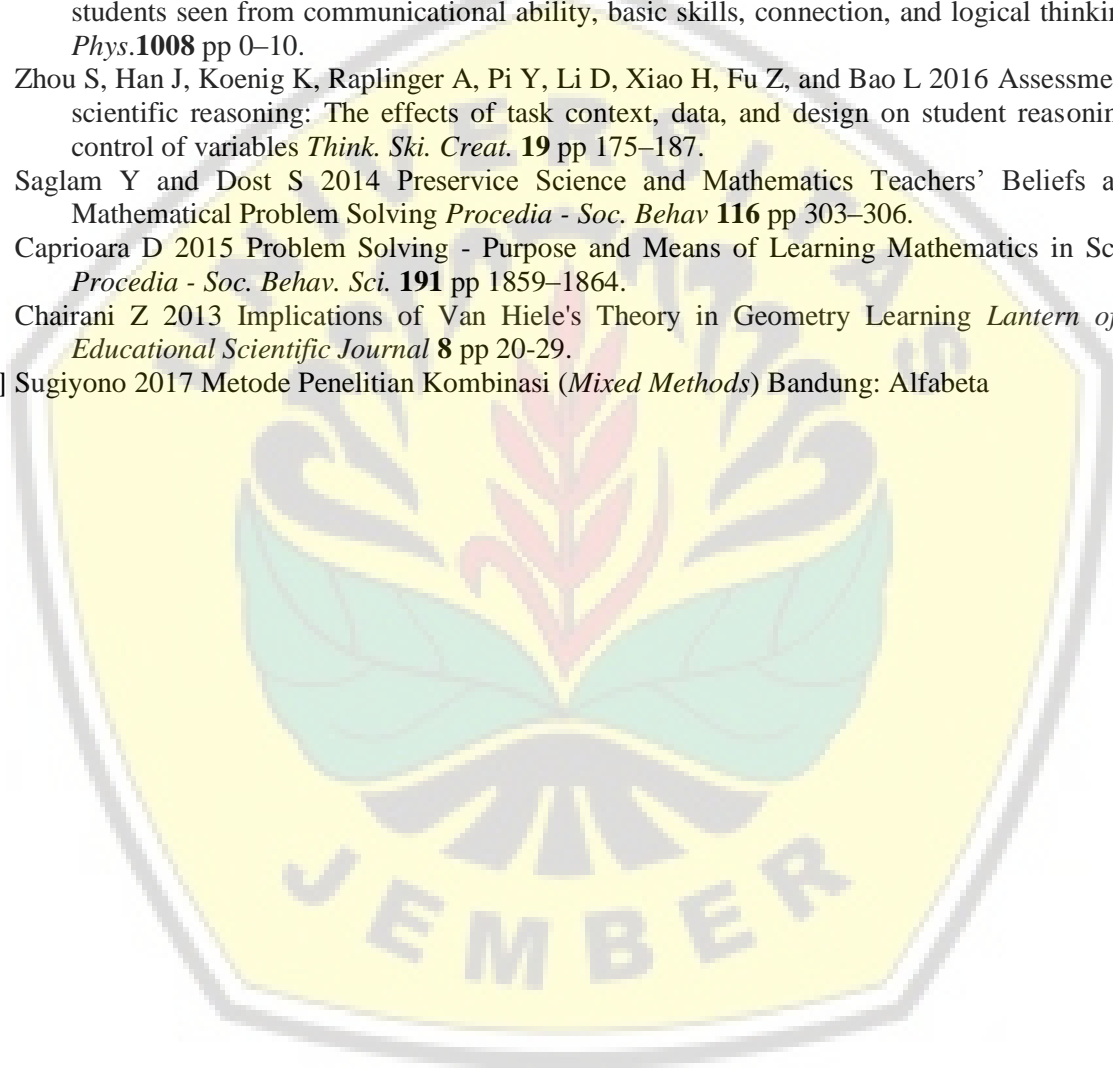 students seen from communicational ability, basic skills, connection, and logical thinkin
Phys.1008 pp 0–10.
Zhou S, Han J, Koenig K, Raplinger A, Pi Y, Li D, Xiao H, Fu Z, and Bao L 2016 Assessme
scientific reasoning: The effects of task context, data, and design on student reasonin
control of variables Think. Ski. Creat. 19 pp 175–187.
Saglam Y and Dost S 2014 Preservice Science and Mathematics Teachers’ Beliefs a
Mathematical Problem Solving Procedia - Soc. Behav 116 pp 303–306.
Caprioara D 2015 Problem Solving - Purpose and Means of Learning Mathematics in Sc
Procedia - Soc. Behav. Sci. 191 pp 1859–1864.
Chairani Z 2013 Implications of Van Hiele's Theory in Geometry Learning Lantern of
Educational Scientific Journal 8 pp 20-29.
] Sugiyono 2017 Metode Penelitian Kombinasi (Mixed Methods) Bandung: Alfabeta
UNIVERSITAS
JEMBER